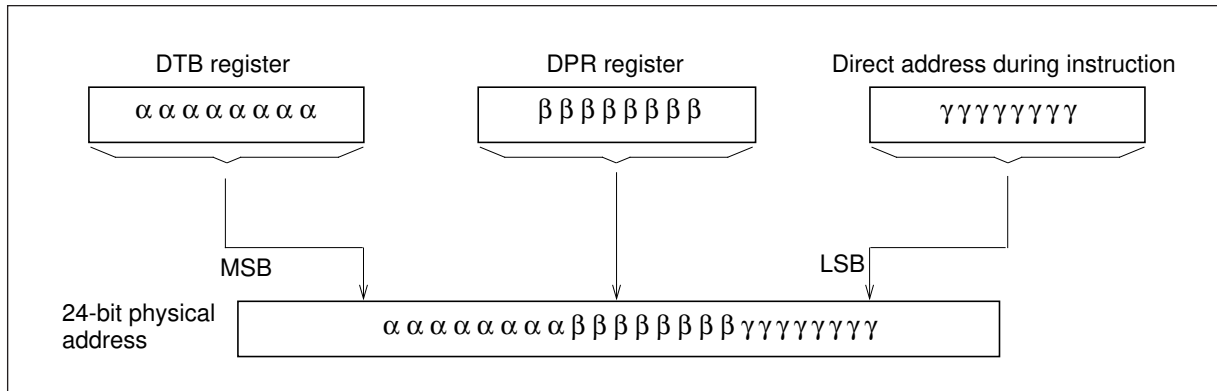 DTB register
DPR register
Direct address during instruction
α α α α α α α α
β β β β β β β β
γ γ γ γ γ γ γ γ
MSB
LSB
24-bit physical
address
α α α α α α α α β β β β β β β β γ γ γ γ γ γ γ γ